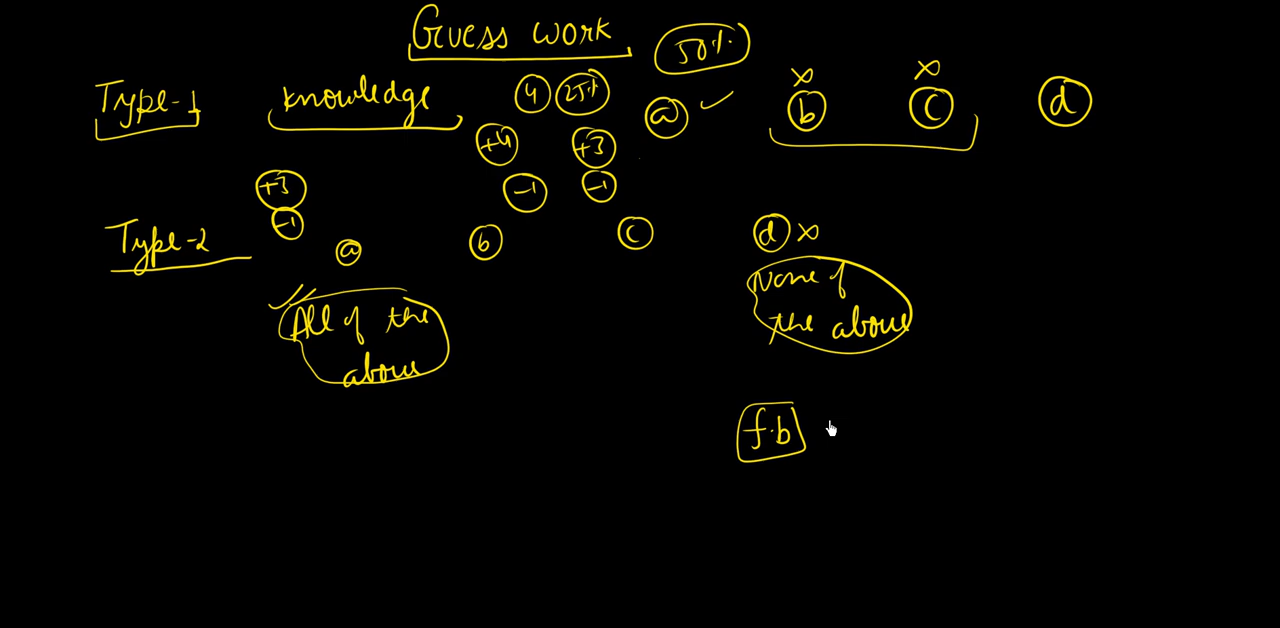 Guess work 50%
Type-1 knowledge 4 25% a ✓ b × c × d
+4 +3
+3 -1 -1
-1
Type-2 a b c d ×
All of the above
None of the above
f.b